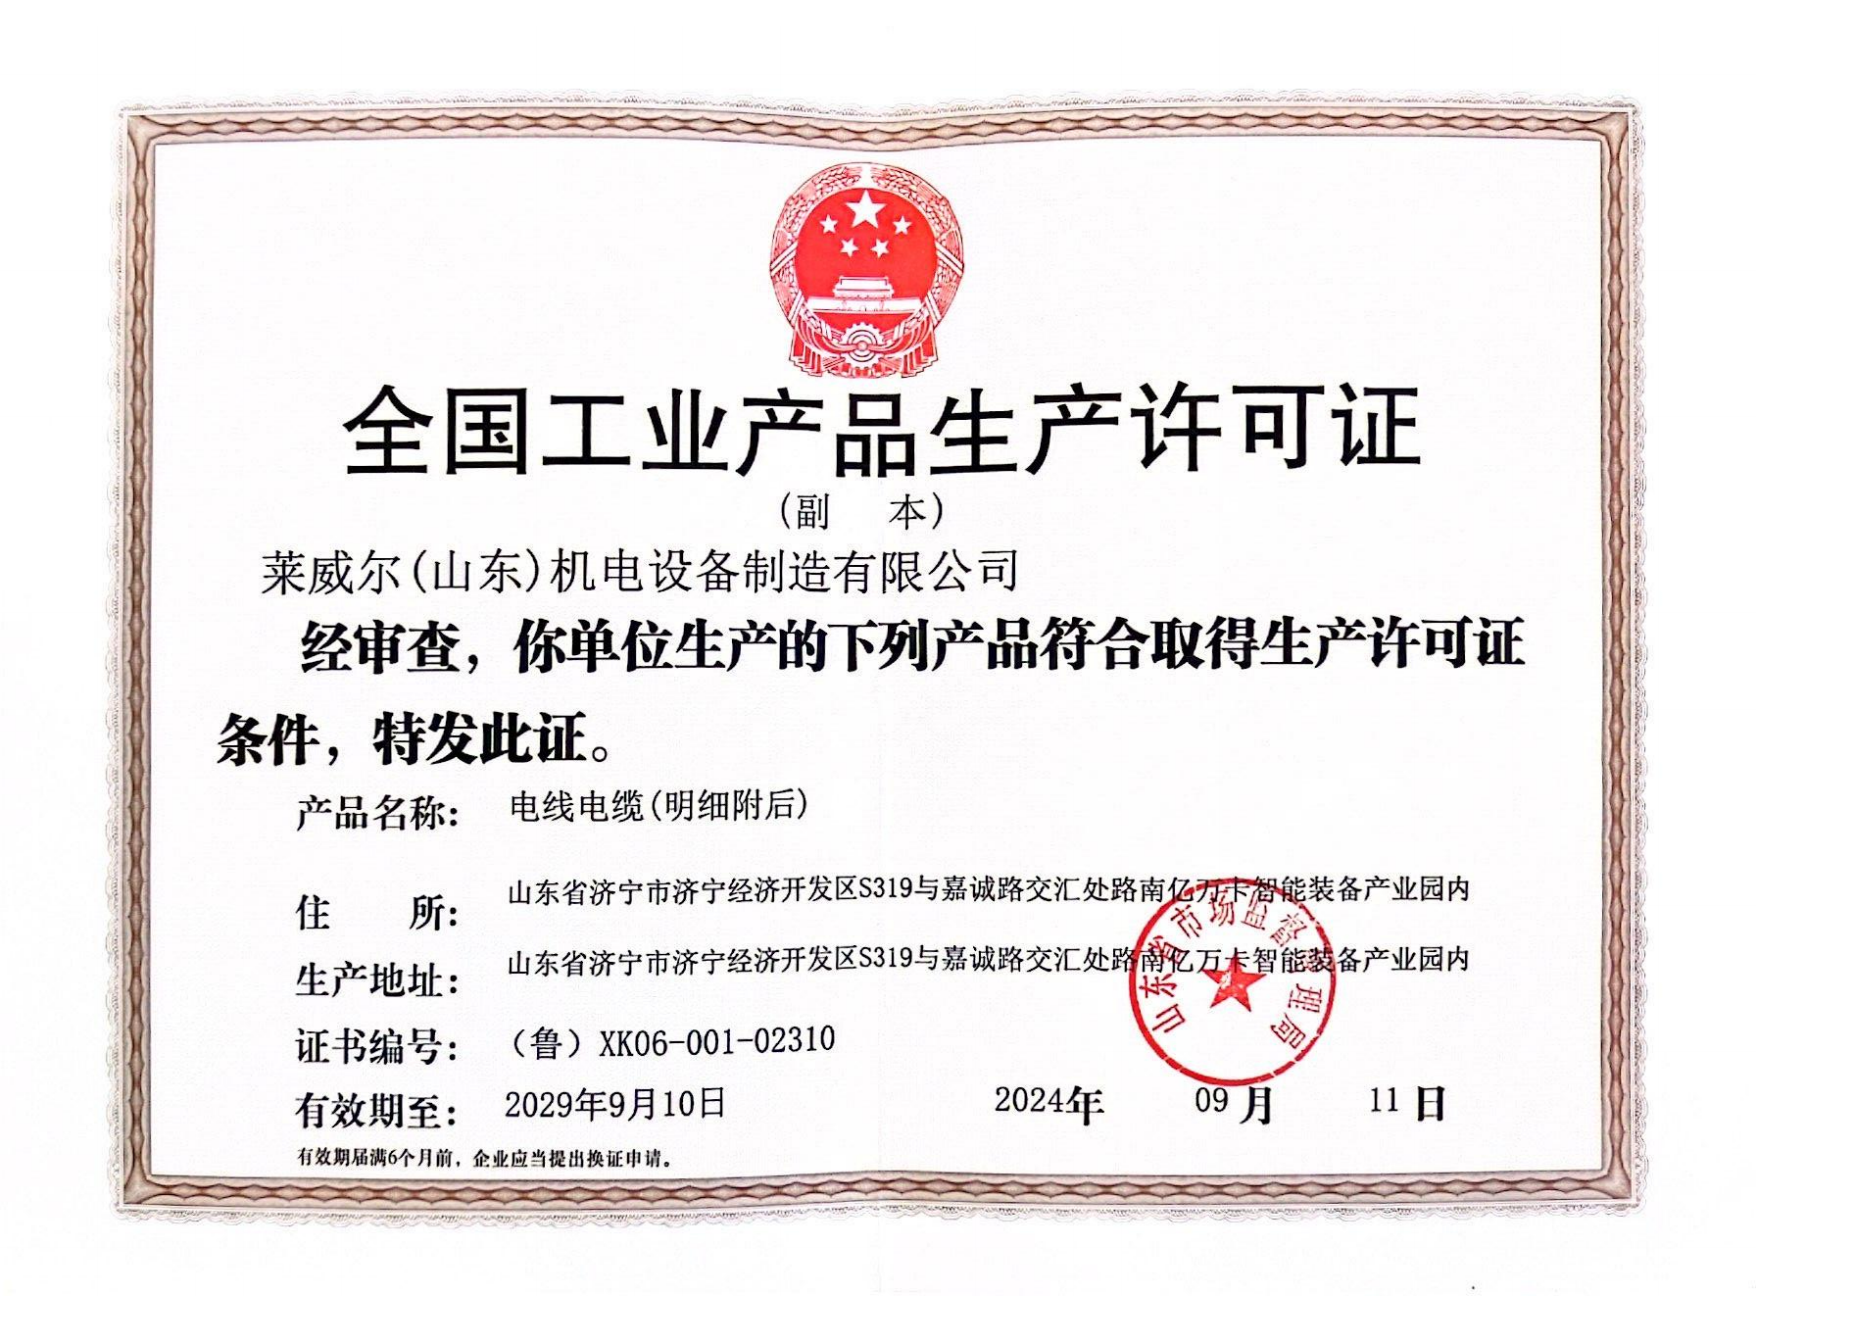 全国工业产品生产许可证
(副 本)
莱威尔(山东)机电设备制造有限公司
经审查，你单位生产的下列产品符合取得生产许可证
条件，特发此证。
产品名称： 电线电缆(明细附后)
住 所： 山东省济宁市济宁经济开发区S319与嘉诚路交汇处路南亿万卡智能装备产业园内
生产地址： 山东省济宁市济宁经济开发区S319与嘉诚路交汇处路南亿万卡智能装备产业园内
山东省市场监督管理局
证书编号： （鲁）XK06-001-02310
有效期至： 2029年9月10日 2024年 09月 11日
有效期届满6个月前，企业应当提出换证申请。